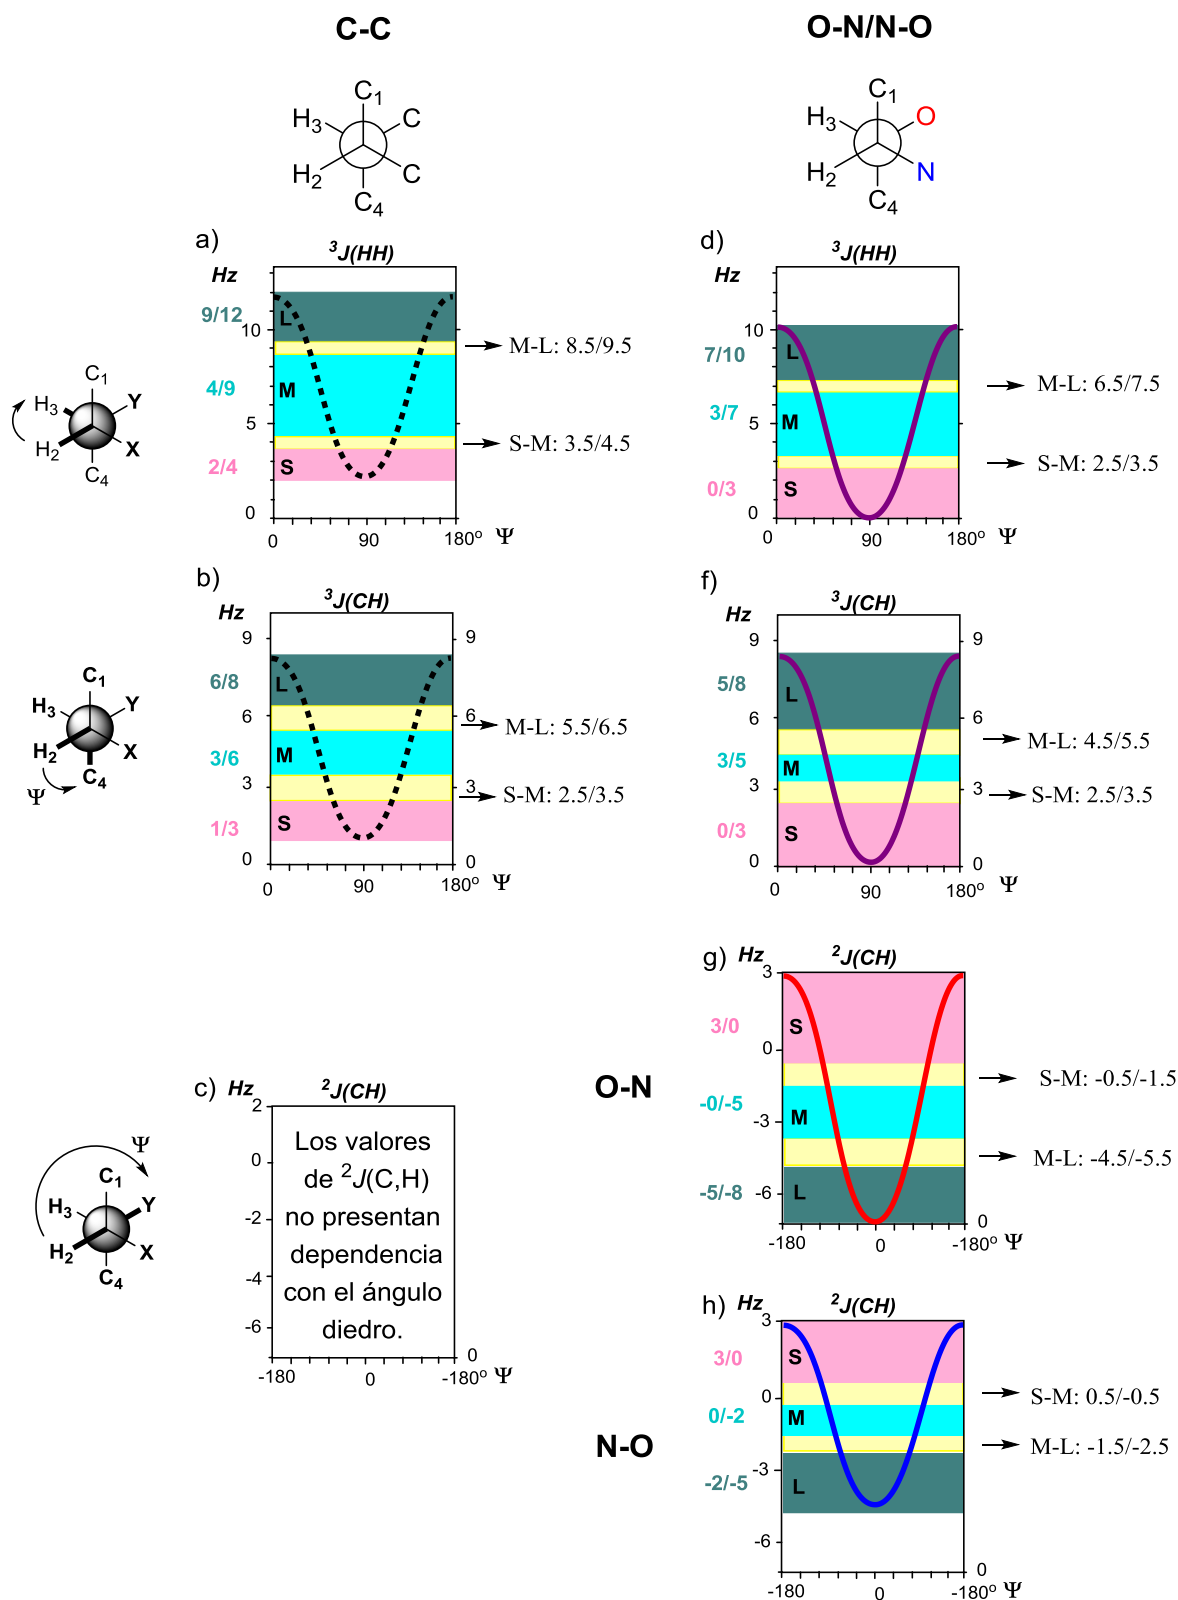 C-C
O-N/N-O
C1
H3
C
H2
C
C4
C1
H3
O
H2
N
C4
a)
3J(HH)
Hz
9/12
L
10
M-L: 8.5/9.5
4/9
M
5
S-M: 3.5/4.5
2/4
S
0
0
90
180º Ψ
C1
H3
Y
H2
X
C4
d)
3J(HH)
Hz
10
7/10
L
M-L: 6.5/7.5
3/7
M
5
S-M: 2.5/3.5
0/3
S
0
0
90
180º Ψ
b)
3J(CH)
Hz
9
9
6/8
L
6
6
M-L: 5.5/6.5
3/6
M
3
3
S-M: 2.5/3.5
1/3
S
0
0
0
90
180º Ψ
C1
H3
Y
H2
X
Ψ
C4
f)
3J(CH)
Hz
9
9
5/8
L
6
6
M-L: 4.5/5.5
3/5
M
3
3
S-M: 2.5/3.5
0/3
S
0
0
0
90
180º Ψ
O-N
g)
Hz
2J(CH)
3
3/0
S
0
S-M: -0.5/-1.5
-0/-5
M
-3
M-L: -4.5/-5.5
-5/-8
L
-6
0
-180
0
-180º Ψ
c)
Hz
2J(CH)
2
Los valores
0
de 2J(C,H)
-2
no presentan
dependencia
-4
con el ángulo
-6
diedro.
0
-180
0
-180º Ψ
Ψ
C1
H3
Y
H2
X
C4
N-O
h)
Hz
2J(CH)
3
3/0
S
0
S-M: 0.5/-0.5
0/-2
M
M-L: -1.5/-2.5
-3
-2/-5
L
-6
0
-180
0
-180º Ψ